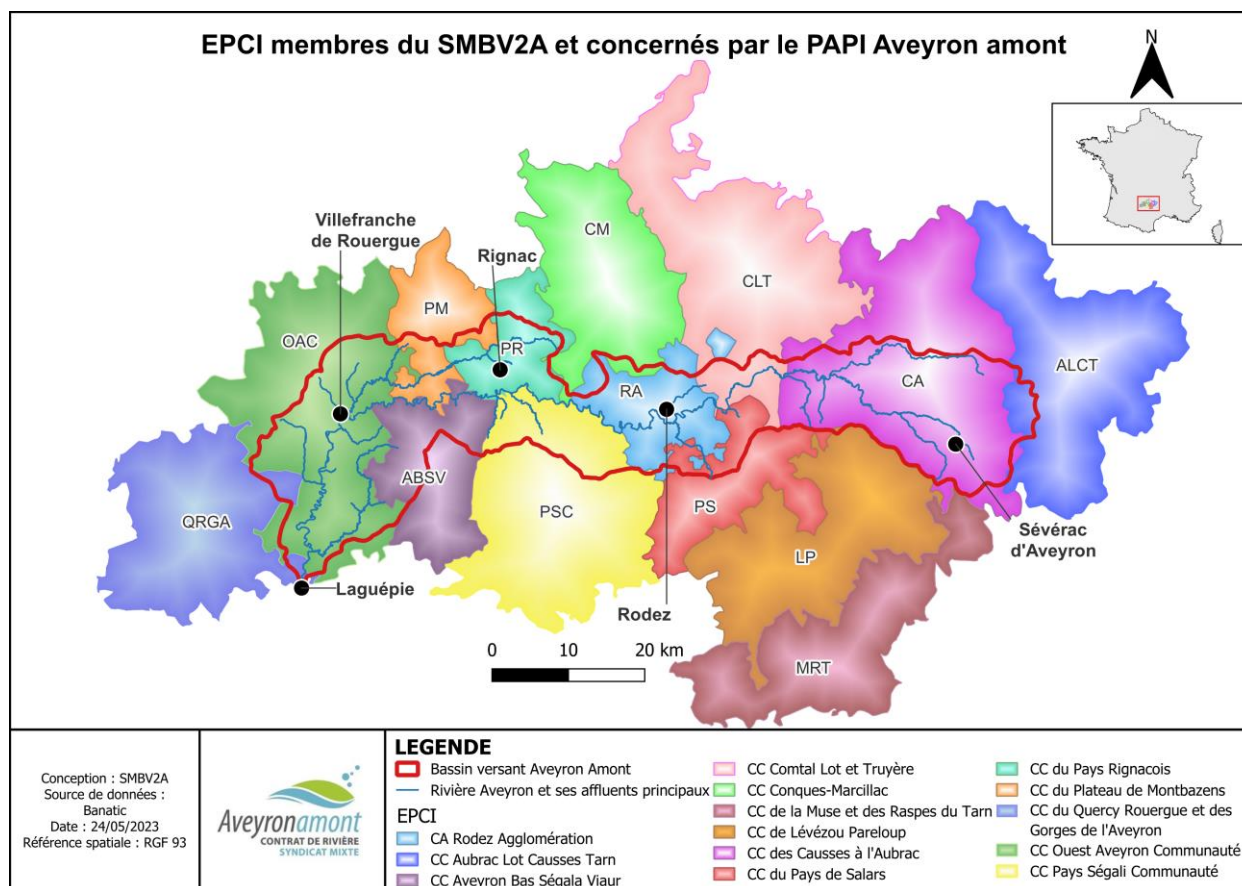 EPCI membres du SMBV2A et concernés par le PAPI Aveyron amont
N
Villefranche
de Rouergue
Rignac
CM
CLT
PM
OAC
PR
RA
CA
ALCT
ABSV
QRGA
PSC
PS
LP
Sévérac
d'Aveyron
Laguépie
Rodez
MRT
0 10 20 km
Conception : SMBV2A
Source de données :
Banatic
Date : 24/05/2023
Référence spatiale : RGF 93
Aveyronamont
CONTRAT DE RIVIÈRE
SYNDICAT MIXTE
LEGENDE
Bassin versant Aveyron Amont
Rivière Aveyron et ses affluents principaux
EPCI
CA Rodez Agglomération
CC Aubrac Lot Causses Tarn
CC Aveyron Bas Ségala Viaur
CC Comtal Lot et Truyère
CC Conques-Marcillac
CC de la Muse et des Raspes du Tarn
CC de Lévézou Pareloup
CC des Causses à l'Aubrac
CC du Pays de Salars
CC du Pays Rignacois
CC du Plateau de Montbazens
CC du Quercy Rouergue et des
Gorges de l'Aveyron
CC Ouest Aveyron Communauté
CC Pays Ségali Communauté